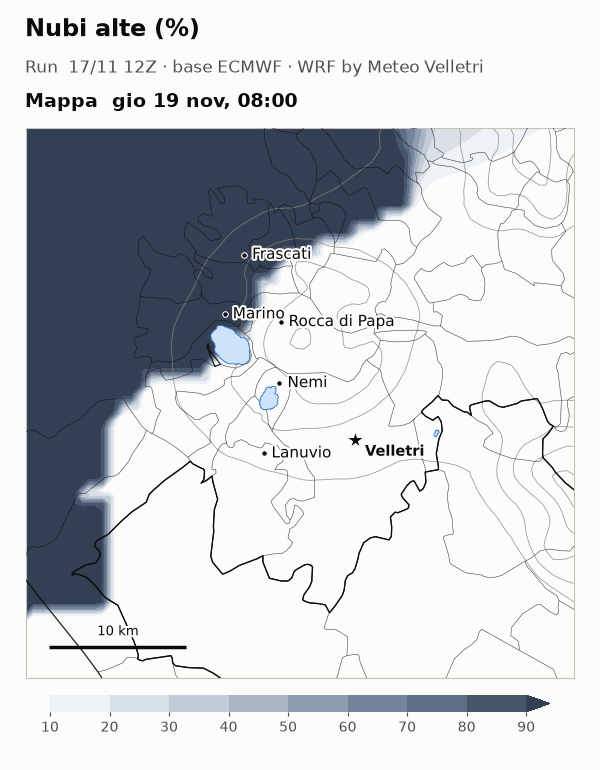 Nubi alte (%)
Run  17/11 12Z · base ECMWF · WRF by Meteo Velletri
Mappa  gio 19 nov, 08:00
Frascati
Marino
Rocca di Papa
Nemi
Velletri
Lanuvio
10 km
10 20 30 40 50 60 70 80 90